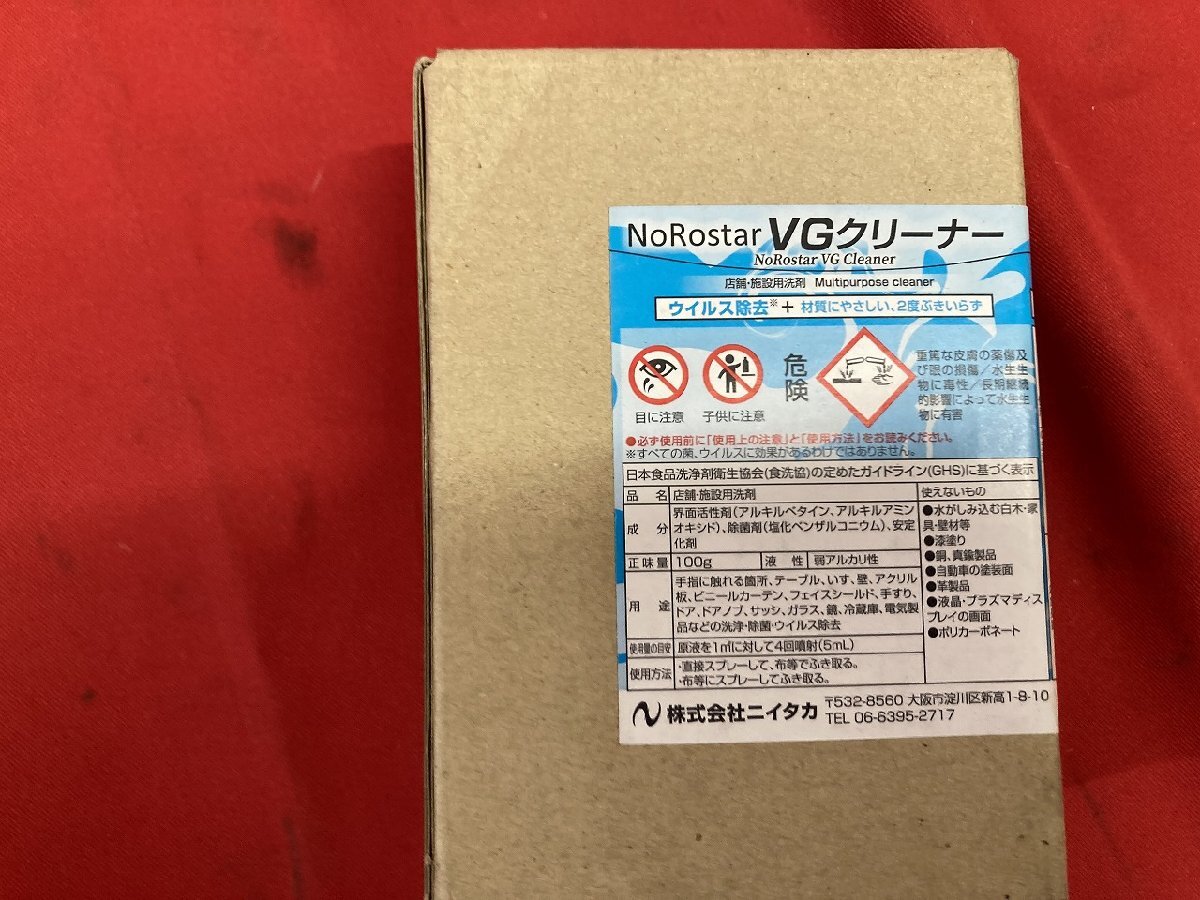 NoRostar VGクリーナー
NoRostar VG Cleaner
店舗・施設用洗剤 Multipurpose cleaner
ウイルス除去※ + 材質にやさしい、2度ぶきいらず
目に注意
子供に注意
危険
重篤な皮膚の薬傷及
び眼の損傷/水生生
物に毒性/長期継続
的影響によって水生生
物に有害
●必ず使用前に「使用上の注意」と「使用方法」をお読みください。
※すべての菌、ウイルスに効果があるわけではありません。
日本食品洗浄剤衛生協会(食洗協)の定めたガイドライン(GHS)に基づく表示
品名 店舗・施設用洗剤
成分 界面活性剤(アルキルベタイン、アルキルアミン
オキシド)、除菌剤(塩化ベンザルコニウム)、安定
化剤
正味量 100g 液性 弱アルカリ性
用途 手指に触れる箇所、テーブル、いす、壁、アクリル
板、ビニールカーテン、フェイスシールド、手すり、
ドア、ドアノブ、サッシ、ガラス、鏡、冷蔵庫、電気製
品などの洗浄・除菌・ウイルス除去
使用量の目安 原液を1㎡に対して4回噴射(5mL)
使用方法 ・直接スプレーして、布等でふき取る。
・布等にスプレーしてふき取る。
使えないもの
●水がしみ込む白木・家
具・壁材等
●漆塗り
●銅、真鍮製品
●自動車の塗装面
●革製品
●液晶・プラズマディス
プレイの画面
●ポリカーボネート
株式会社ニイタカ
〒532-8560 大阪市淀川区新高1-8-10
TEL 06-6395-2717